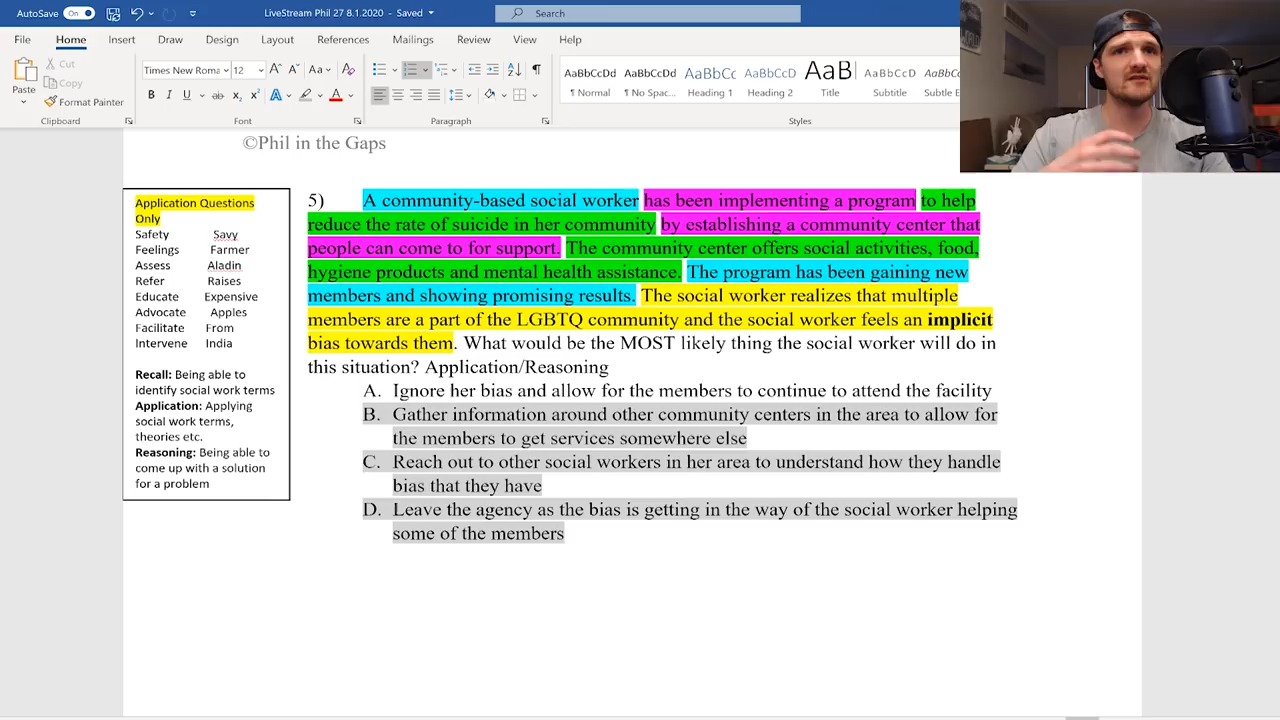 AutoSave On LiveStream Phil 27 8.1.2020 - Saved Search
File Home Insert Draw Design Layout References Mailings Review View Help
Paste
Cut
Copy
Format Painter
Times New Roma 12
AaBbCcDd AaBbCcDd AaBbCc AaBbCcD AaB AaBbCcD AaBbCc
¶ Normal ¶ No Spac... Heading 1 Heading 2 Title Subtitle Subtle E
Clipboard Font Paragraph Styles
©Phil in the Gaps
Application Questions
Only
Safety Savy
Feelings Farmer
Assess Aladin
Refer Raises
Educate Expensive
Advocate Apples
Facilitate From
Intervene India
Recall: Being able to
identify social work terms
Application: Applying
social work terms,
theories etc.
Reasoning: Being able to
come up with a solution
for a problem
5) A community-based social worker has been implementing a program to help
reduce the rate of suicide in her community by establishing a community center that
people can come to for support. The community center offers social activities, food,
hygiene products and mental health assistance. The program has been gaining new
members and showing promising results. The social worker realizes that multiple
members are a part of the LGBTQ community and the social worker feels an implicit
bias towards them. What would be the MOST likely thing the social worker will do in
this situation? Application/Reasoning
A. Ignore her bias and allow for the members to continue to attend the facility
B. Gather information around other community centers in the area to allow for
the members to get services somewhere else
C. Reach out to other social workers in her area to understand how they handle
bias that they have
D. Leave the agency as the bias is getting in the way of the social worker helping
some of the members